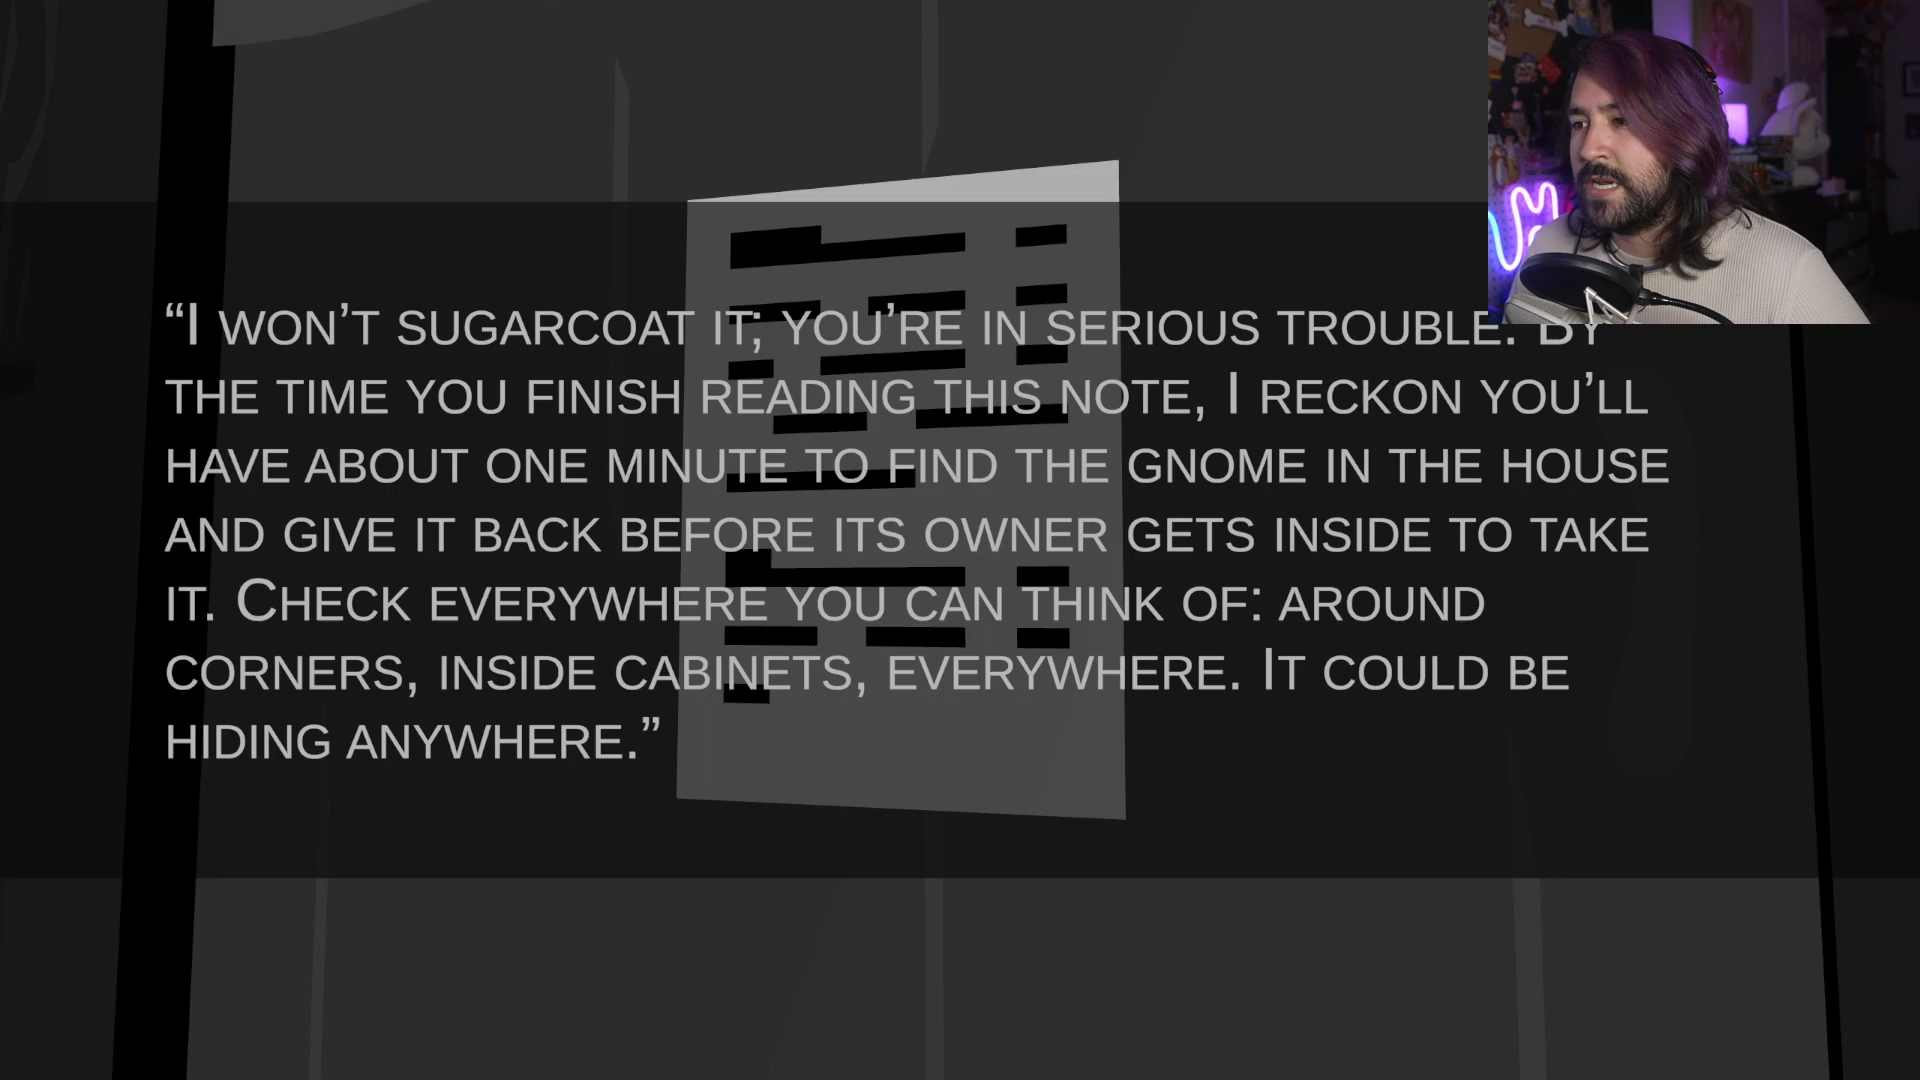 “I WON’T SUGARCOAT IT; YOU’RE IN SERIOUS TROUBLE. BY
THE TIME YOU FINISH READING THIS NOTE, I RECKON YOU’LL
HAVE ABOUT ONE MINUTE TO FIND THE GNOME IN THE HOUSE
AND GIVE IT BACK BEFORE ITS OWNER GETS INSIDE TO TAKE
IT. CHECK EVERYWHERE YOU CAN THINK OF: AROUND
CORNERS, INSIDE CABINETS, EVERYWHERE. IT COULD BE
HIDING ANYWHERE.”